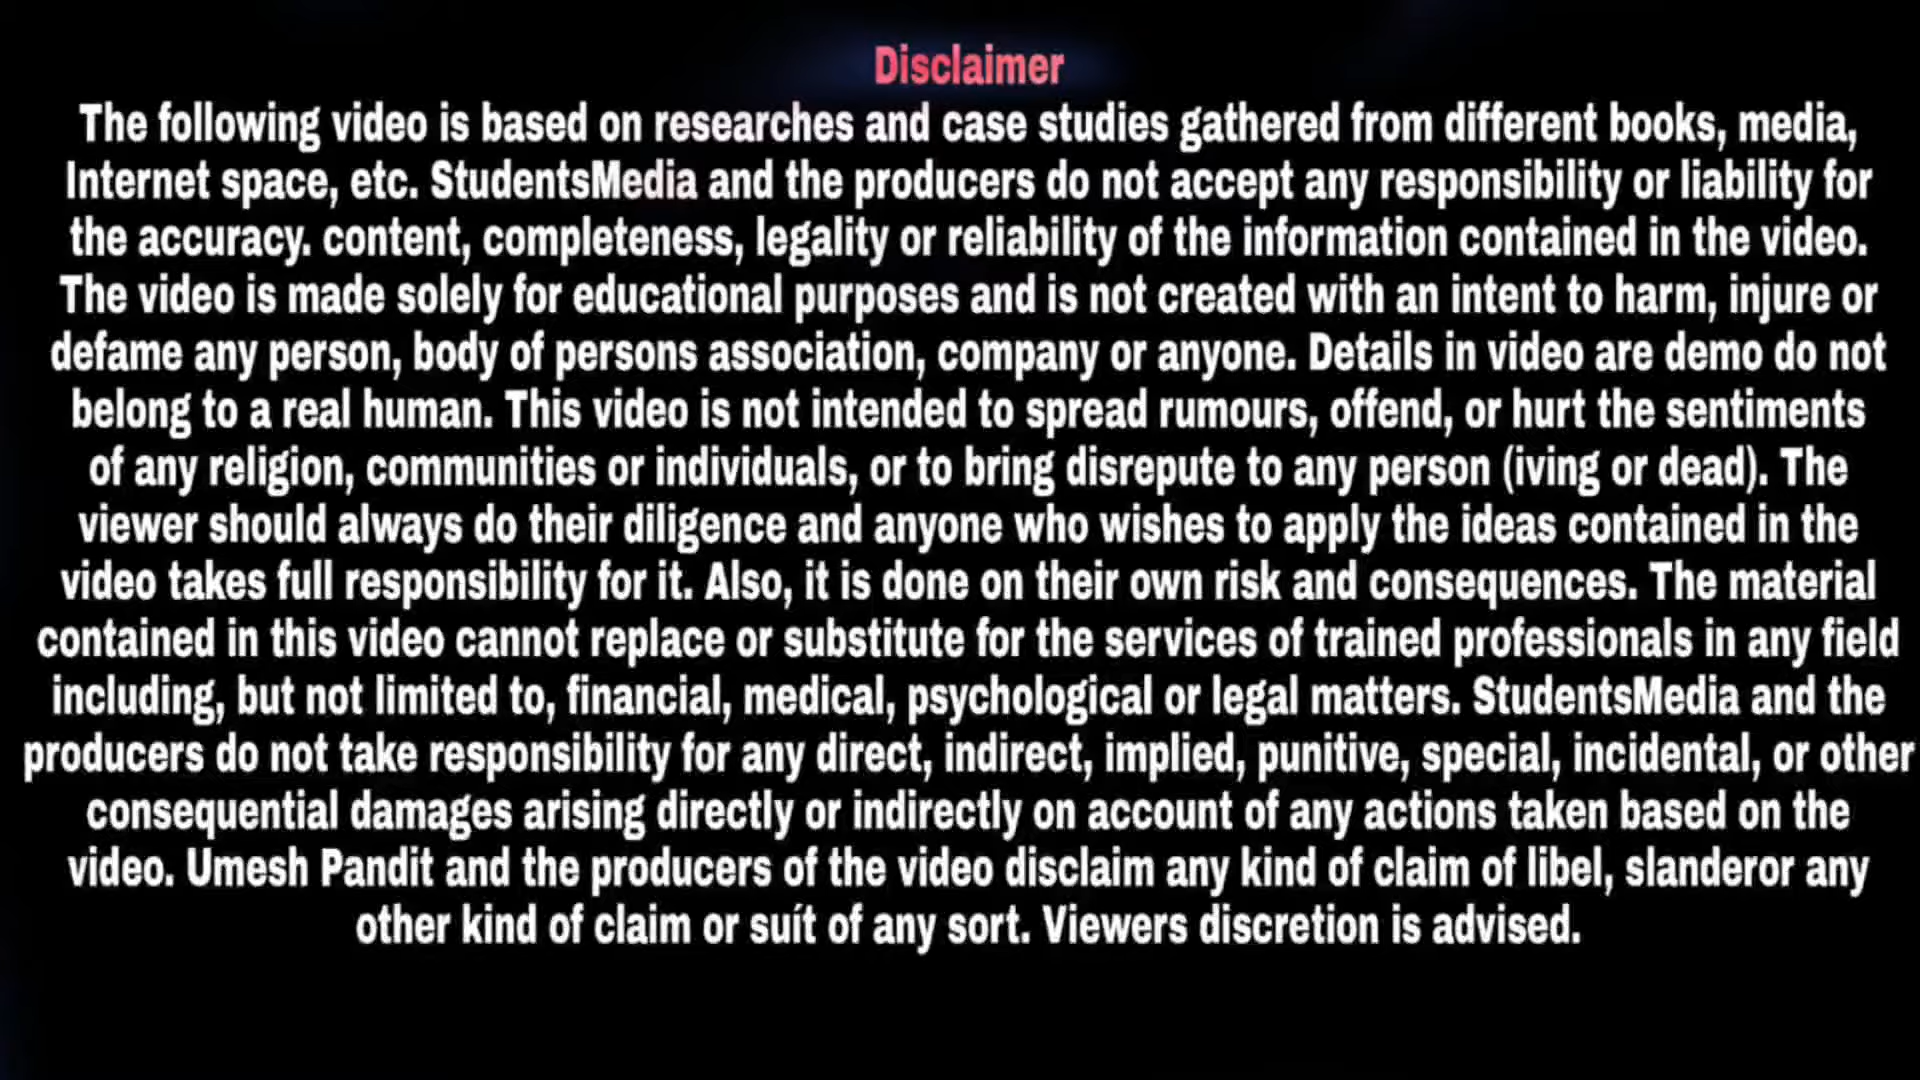 Disclaimer
The following video is based on researches and case studies gathered from different books, media,
Internet space, etc. StudentsMedia and the producers do not accept any responsibility or liability for
the accuracy. content, completeness, legality or reliability of the information contained in the video.
The video is made solely for educational purposes and is not created with an intent to harm, injure or
defame any person, body of persons association, company or anyone. Details in video are demo do not
belong to a real human. This video is not intended to spread rumours, offend, or hurt the sentiments
of any religion, communities or individuals, or to bring disrepute to any person (iving or dead). The
viewer should always do their diligence and anyone who wishes to apply the ideas contained in the
video takes full responsibility for it. Also, it is done on their own risk and consequences. The material
contained in this video cannot replace or substitute for the services of trained professionals in any field
including, but not limited to, financial, medical, psychological or legal matters. StudentsMedia and the
producers do not take responsibility for any direct, indirect, implied, punitive, special, incidental, or other
consequential damages arising directly or indirectly on account of any actions taken based on the
video. Umesh Pandit and the producers of the video disclaim any kind of claim of libel, slanderor any
other kind of claim or suít of any sort. Viewers discretion is advised.